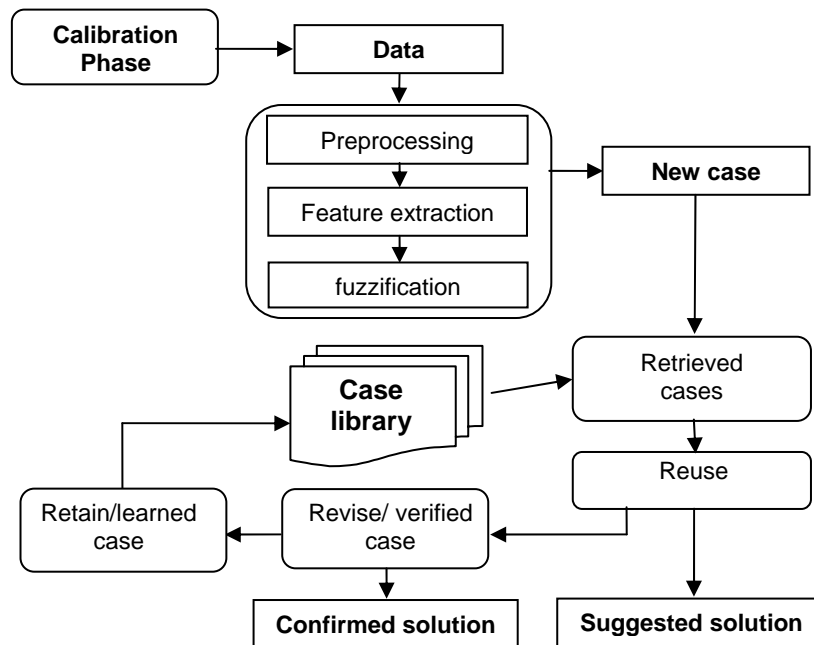 Calibration
Phase
Data
Preprocessing
Feature extraction
fuzzification
New case
Case
library
Retrieved
cases
Reuse
Retain/learned
case
Revise/ verified
case
Confirmed solution
Suggested solution